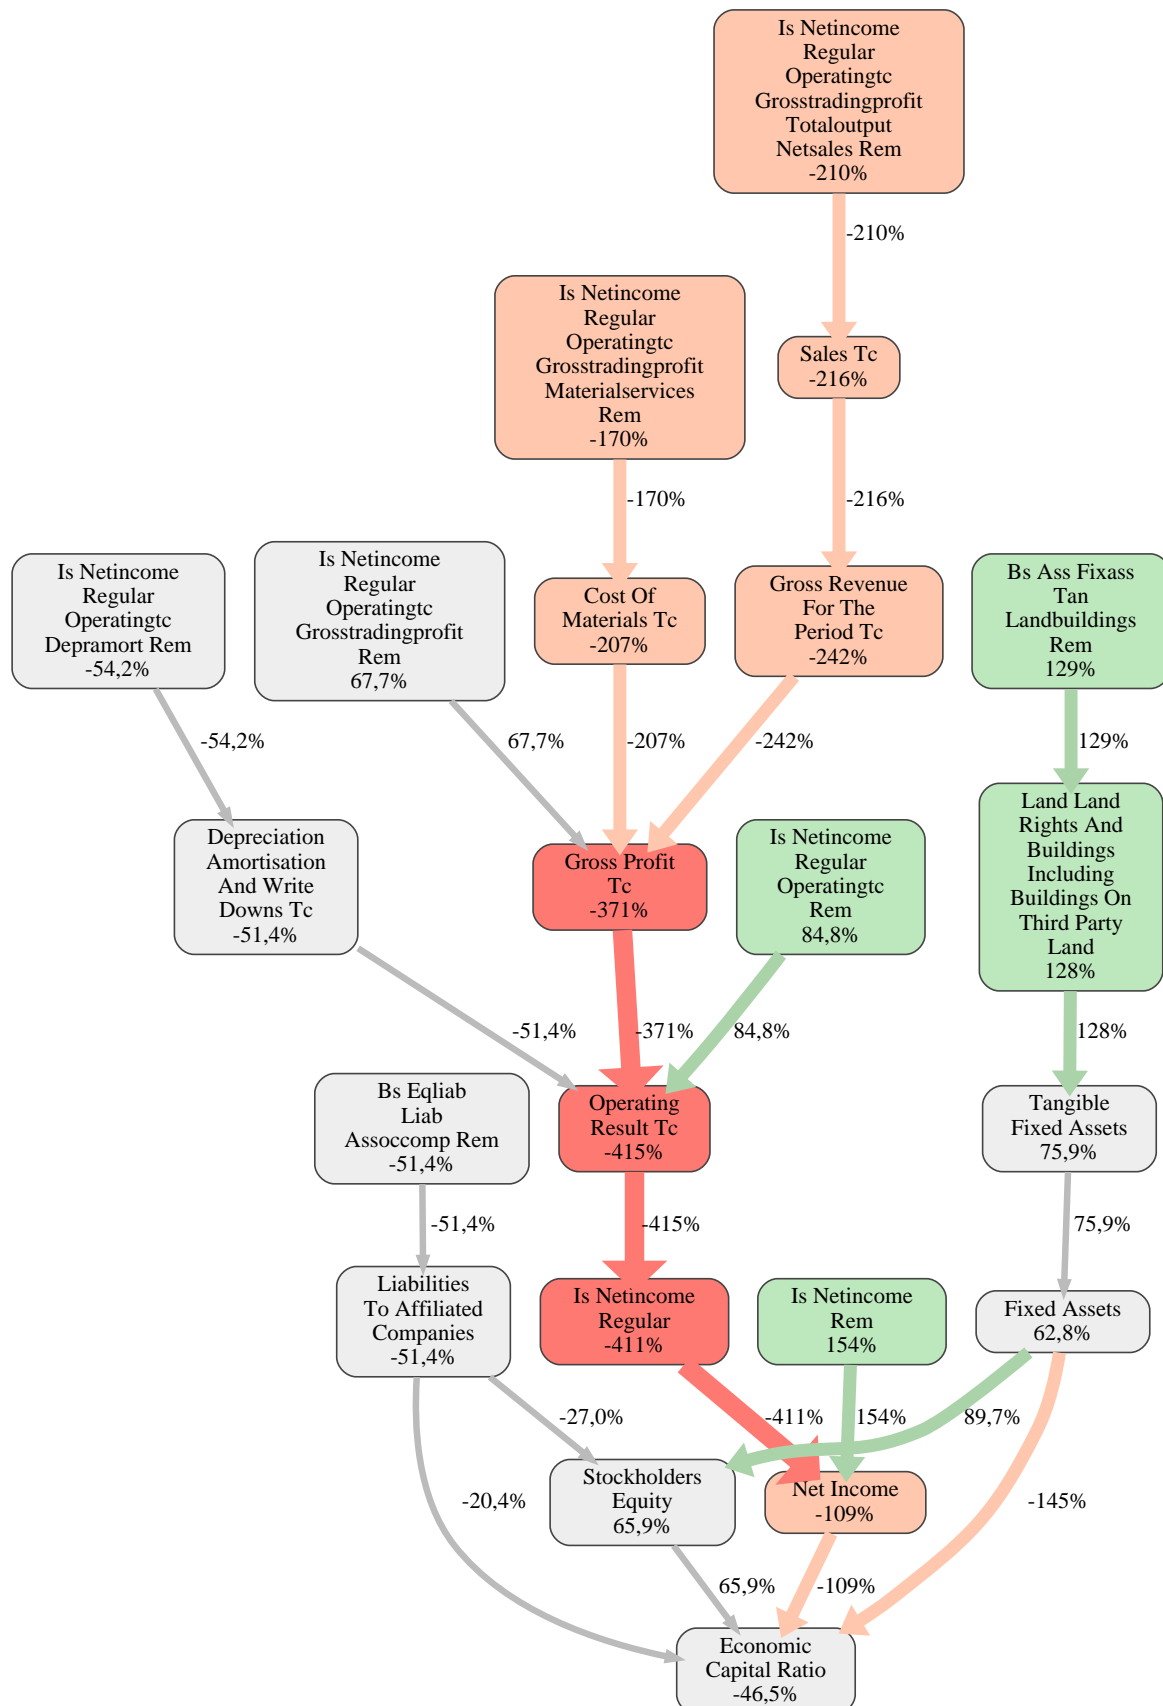 Is Netincome
Regular
Operatingtc
Grosstradingprofit
Totaloutput
Netsales Rem
-210%
-210%
Is Netincome
Regular
Operatingtc
Grosstradingprofit
Materialservices
Rem
-170%
Sales Tc
-216%
-170%
-216%
Is Netincome
Regular
Operatingtc
Depramort Rem
-54,2%
Is Netincome
Regular
Operatingtc
Grosstradingprofit
Rem
67,7%
Cost Of
Materials Tc
-207%
Gross Revenue
For The
Period Tc
-242%
Bs Ass Fixass
Tan
Landbuildings
Rem
129%
-54,2%
67,7%
-207%
-242%
129%
Depreciation
Amortisation
And Write
Downs Tc
-51,4%
Gross Profit
Tc
-371%
Is Netincome
Regular
Operatingtc
Rem
84,8%
Land Land
Rights And
Buildings
Including
Buildings On
Third Party
Land
128%
-51,4%
-371%
84,8%
128%
Bs Eqliab
Liab
Assoccomp Rem
-51,4%
Operating
Result Tc
-415%
Tangible
Fixed Assets
75,9%
-51,4%
-415%
75,9%
Liabilities
To Affiliated
Companies
-51,4%
Is Netincome
Regular
-411%
Is Netincome
Rem
154%
Fixed Assets
62,8%
-27,0%
-411%
154%
89,7%
Stockholders
Equity
65,9%
Net Income
-109%
-20,4%
-145%
65,9%
-109%
Economic
Capital Ratio
-46,5%